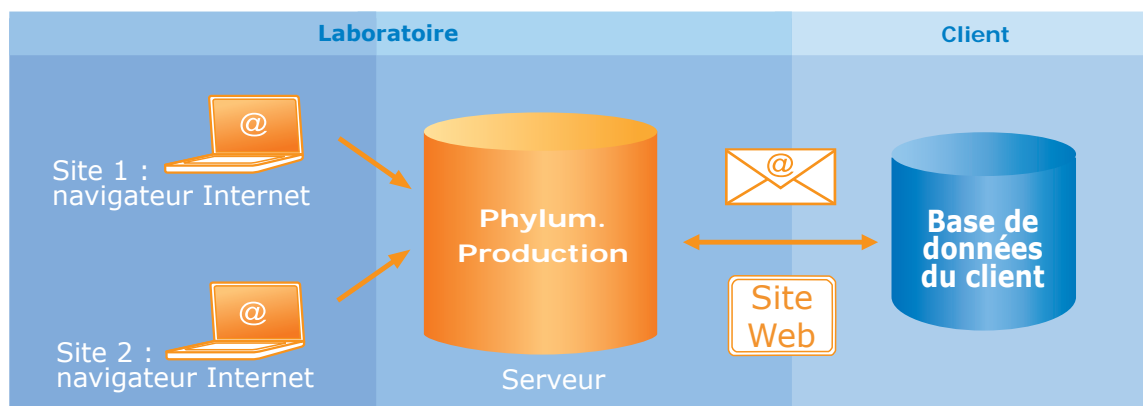 Laboratoire
Client
@
Site 1 :
navigateur Internet
@
Site 2 :
navigateur Internet
Phylum.
Production
Serveur
@
Site
Web
Base de
données
du client